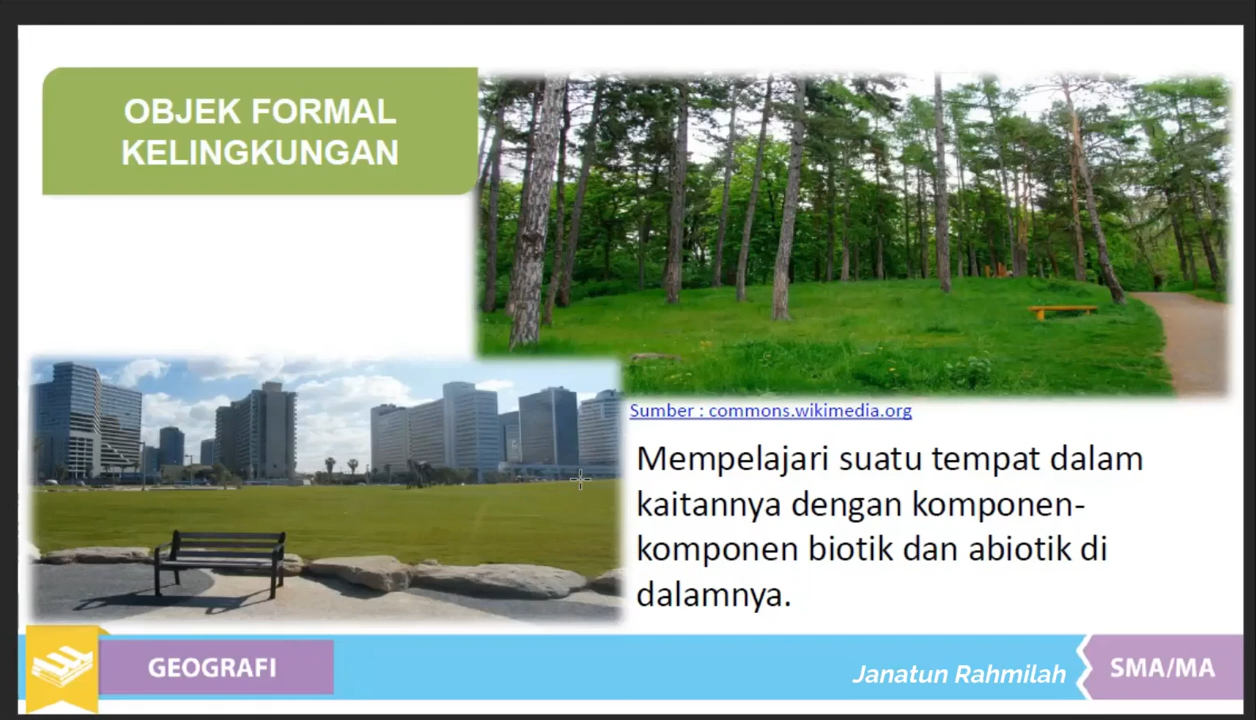 OBJEK FORMAL
KELINGKUNGAN
Sumber : commons.wikimedia.org
Mempelajari suatu tempat dalam
kaitannya dengan komponen-
komponen biotik dan abiotik di
dalamnya.
GEOGRAFI
Janatun Rahmilah
SMA/MA